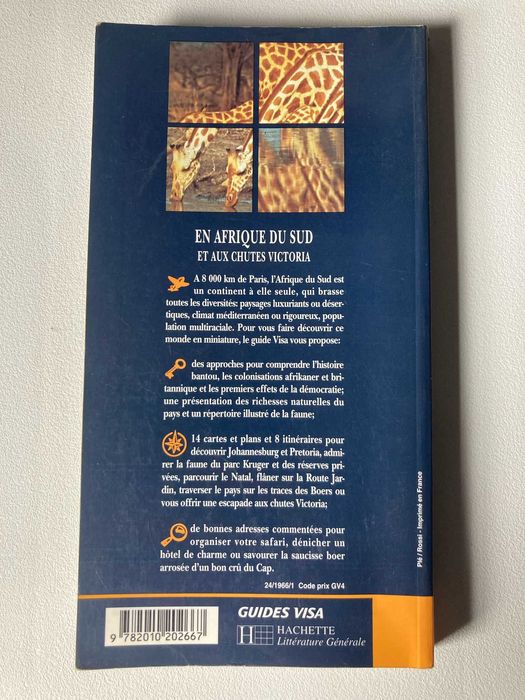 EN AFRIQUE DU SUD
ET AUX CHUTES VICTORIA
A 8 000 km de Paris, l'Afrique du Sud est
un continent à elle seule, qui brasse
toutes les diversités: paysages luxuriants ou déser-
tiques, climat méditerranéen ou rigoureux, popu-
lation multiraciale. Pour vous faire découvrir ce
monde en miniature, le guide Visa vous propose:
des approches pour comprendre l'histoire
bantou, les colonisations afrikaner et bri-
tannique et les premiers effets de la démocratie;
une présentation des richesses naturelles du
pays et un répertoire illustré de la faune;
14 cartes et plans et 8 itinéraires pour
découvrir Johannesburg et Pretoria, admi-
rer la faune du parc Kruger et des réserves pri-
vées, parcourir le Natal, flâner sur la Route Jar-
din, traverser le pays sur les traces des Boers ou
vous offrir une escapade aux chutes Victoria;
de bonnes adresses commentées pour
organiser votre safari, dénicher un
hôtel de charme ou savourer la saucisse boer
arrosée d'un bon crû du Cap.
24/1966/1 Code prix GV4
Plé / Rossi - Imprimé en France
9 782010 202667
GUIDES VISA
H HACHETTE
Littérature Générale